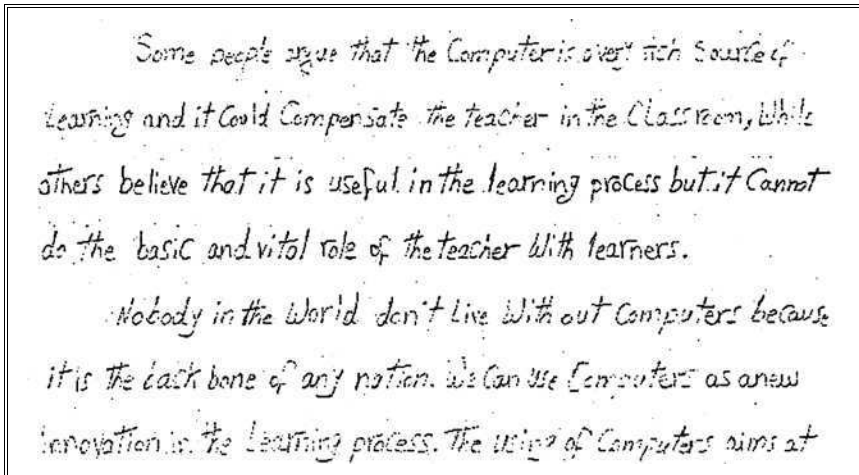 Some people argue that the Computer is avery rich Source of
Learning and it Could Compensate the teacher in the Classroom, While
others believe that it is useful in the learning process but it Cannot
do the basic and vital role of the teacher With learners.
Nobody in the World don't Live With out Computers because
it is the back bone of any nation. We Can Use Computers as anew
innovation in the Learning process. The using of Computers aims at